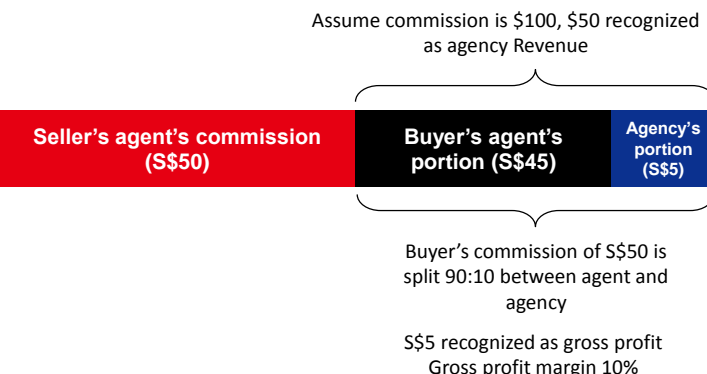 Assume commission is $100, $50 recognized
as agency Revenue
Seller’s agent’s commission
(S$50)
Buyer’s agent’s
portion (S$45)
Agency’s
portion
(S$5)
Buyer’s commission of S$50 is
split 90:10 between agent and
agency
S$5 recognized as gross profit
Gross profit margin 10%